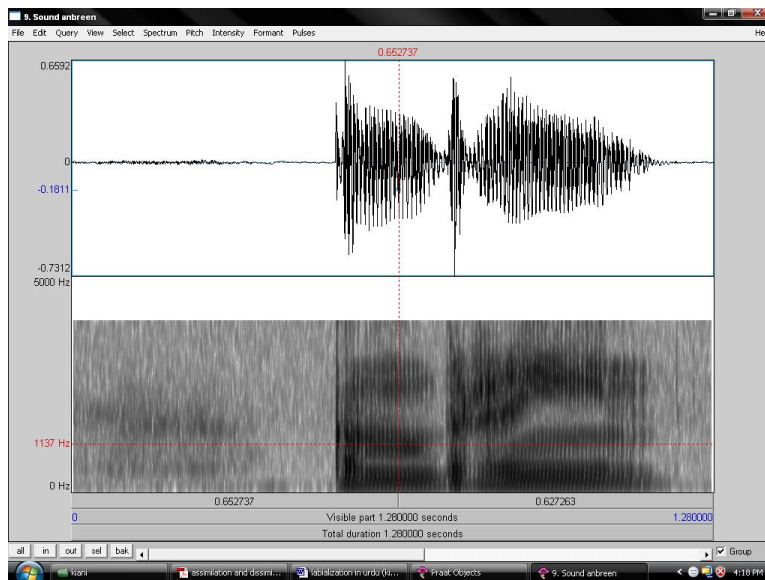 9. Sound anbreen
File Edit Query View Select Spectrum Pitch Intensity Formant Pulses He
0.652737
0.6592
0
-0.1811
-0.7312
5000 Hz
1137 Hz
0 Hz
0.652737 0.627263
0 Visible part 1.280000 seconds 1.280000
Total duration 1.280000 seconds
all in out sel bak Group
kiani assmilation and dissimi... labialization in urdu (ki... Praat Objects 9. Sound anbreen 4:18 PM